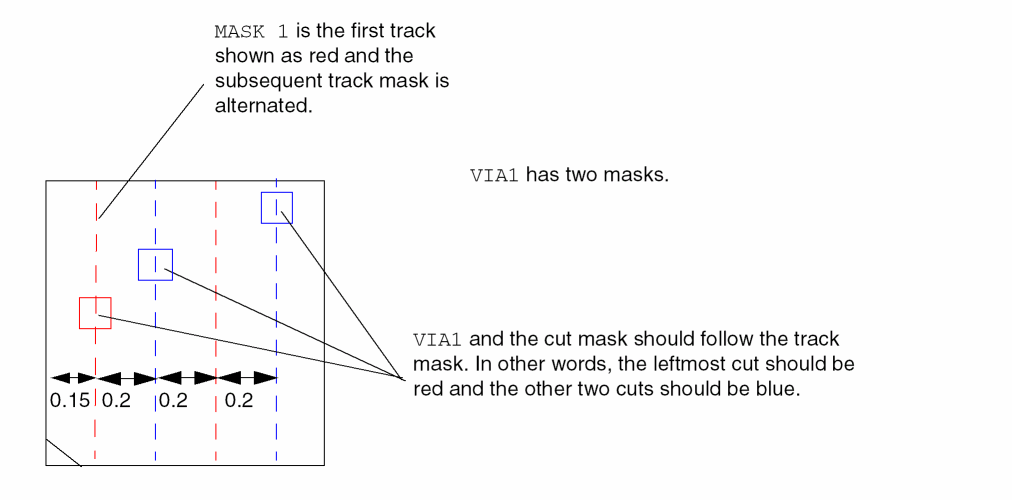 MASK 1 is the first track
shown as red and the
subsequent track mask is
alternated.
VIA1 has two masks.
VIA1 and the cut mask should follow the track
mask. In other words, the leftmost cut should be
red and the other two cuts should be blue.
0.15 0.2 0.2 0.2